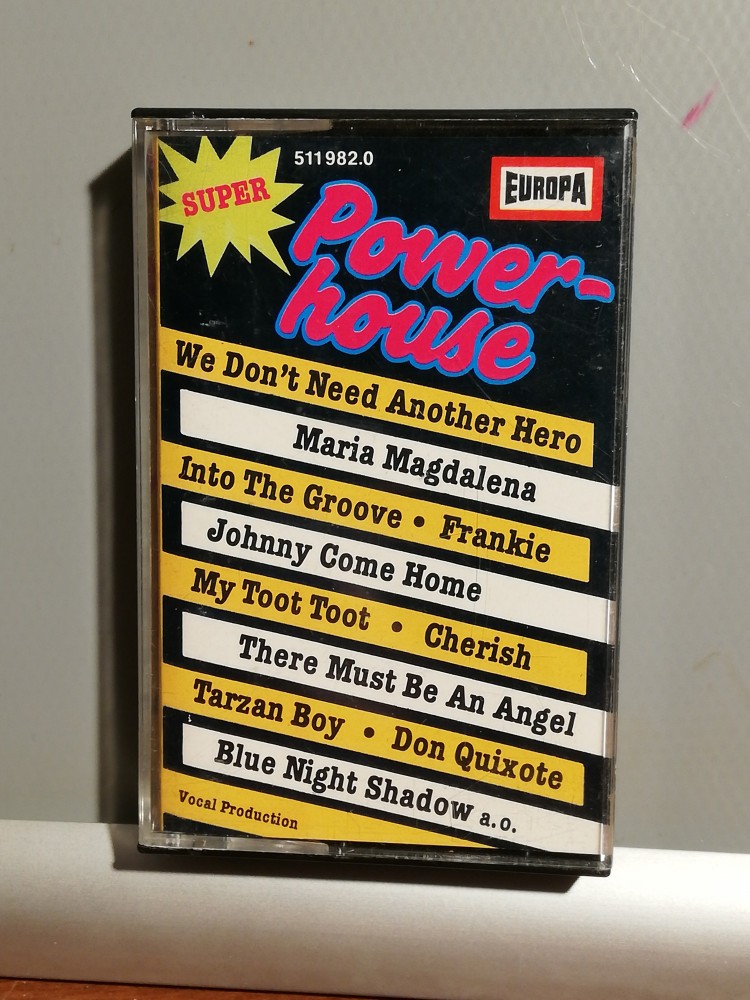 511982.0
SUPER
EUROPA
Power-
house
We Don't Need Another Hero
Maria Magdalena
Into The Groove • Frankie
Johnny Come Home
My Toot Toot • Cherish
There Must Be An Angel
Tarzan Boy • Don Quixote
Blue Night Shadow a.o.
Vocal Production